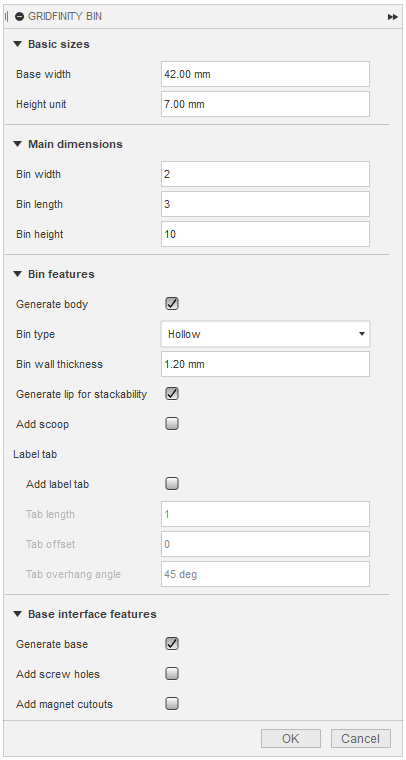 GRIDFINITY BIN
Basic sizes
Base width 42.00 mm
Height unit 7.00 mm
Main dimensions
Bin width 2
Bin length 3
Bin height 10
Bin features
Generate body
Bin type Hollow
Bin wall thickness 1.20 mm
Generate lip for stackability
Add scoop
Label tab
Add label tab
Tab length 1
Tab offset 0
Tab overhang angle 45 deg
Base interface features
Generate base
Add screw holes
Add magnet cutouts
OK Cancel